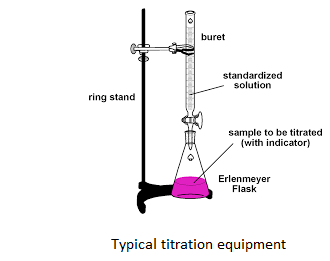 buret
standardized
solution
ring stand
sample to be titrated
(with indicator)
Erlenmeyer
Flask
Typical titration equipment